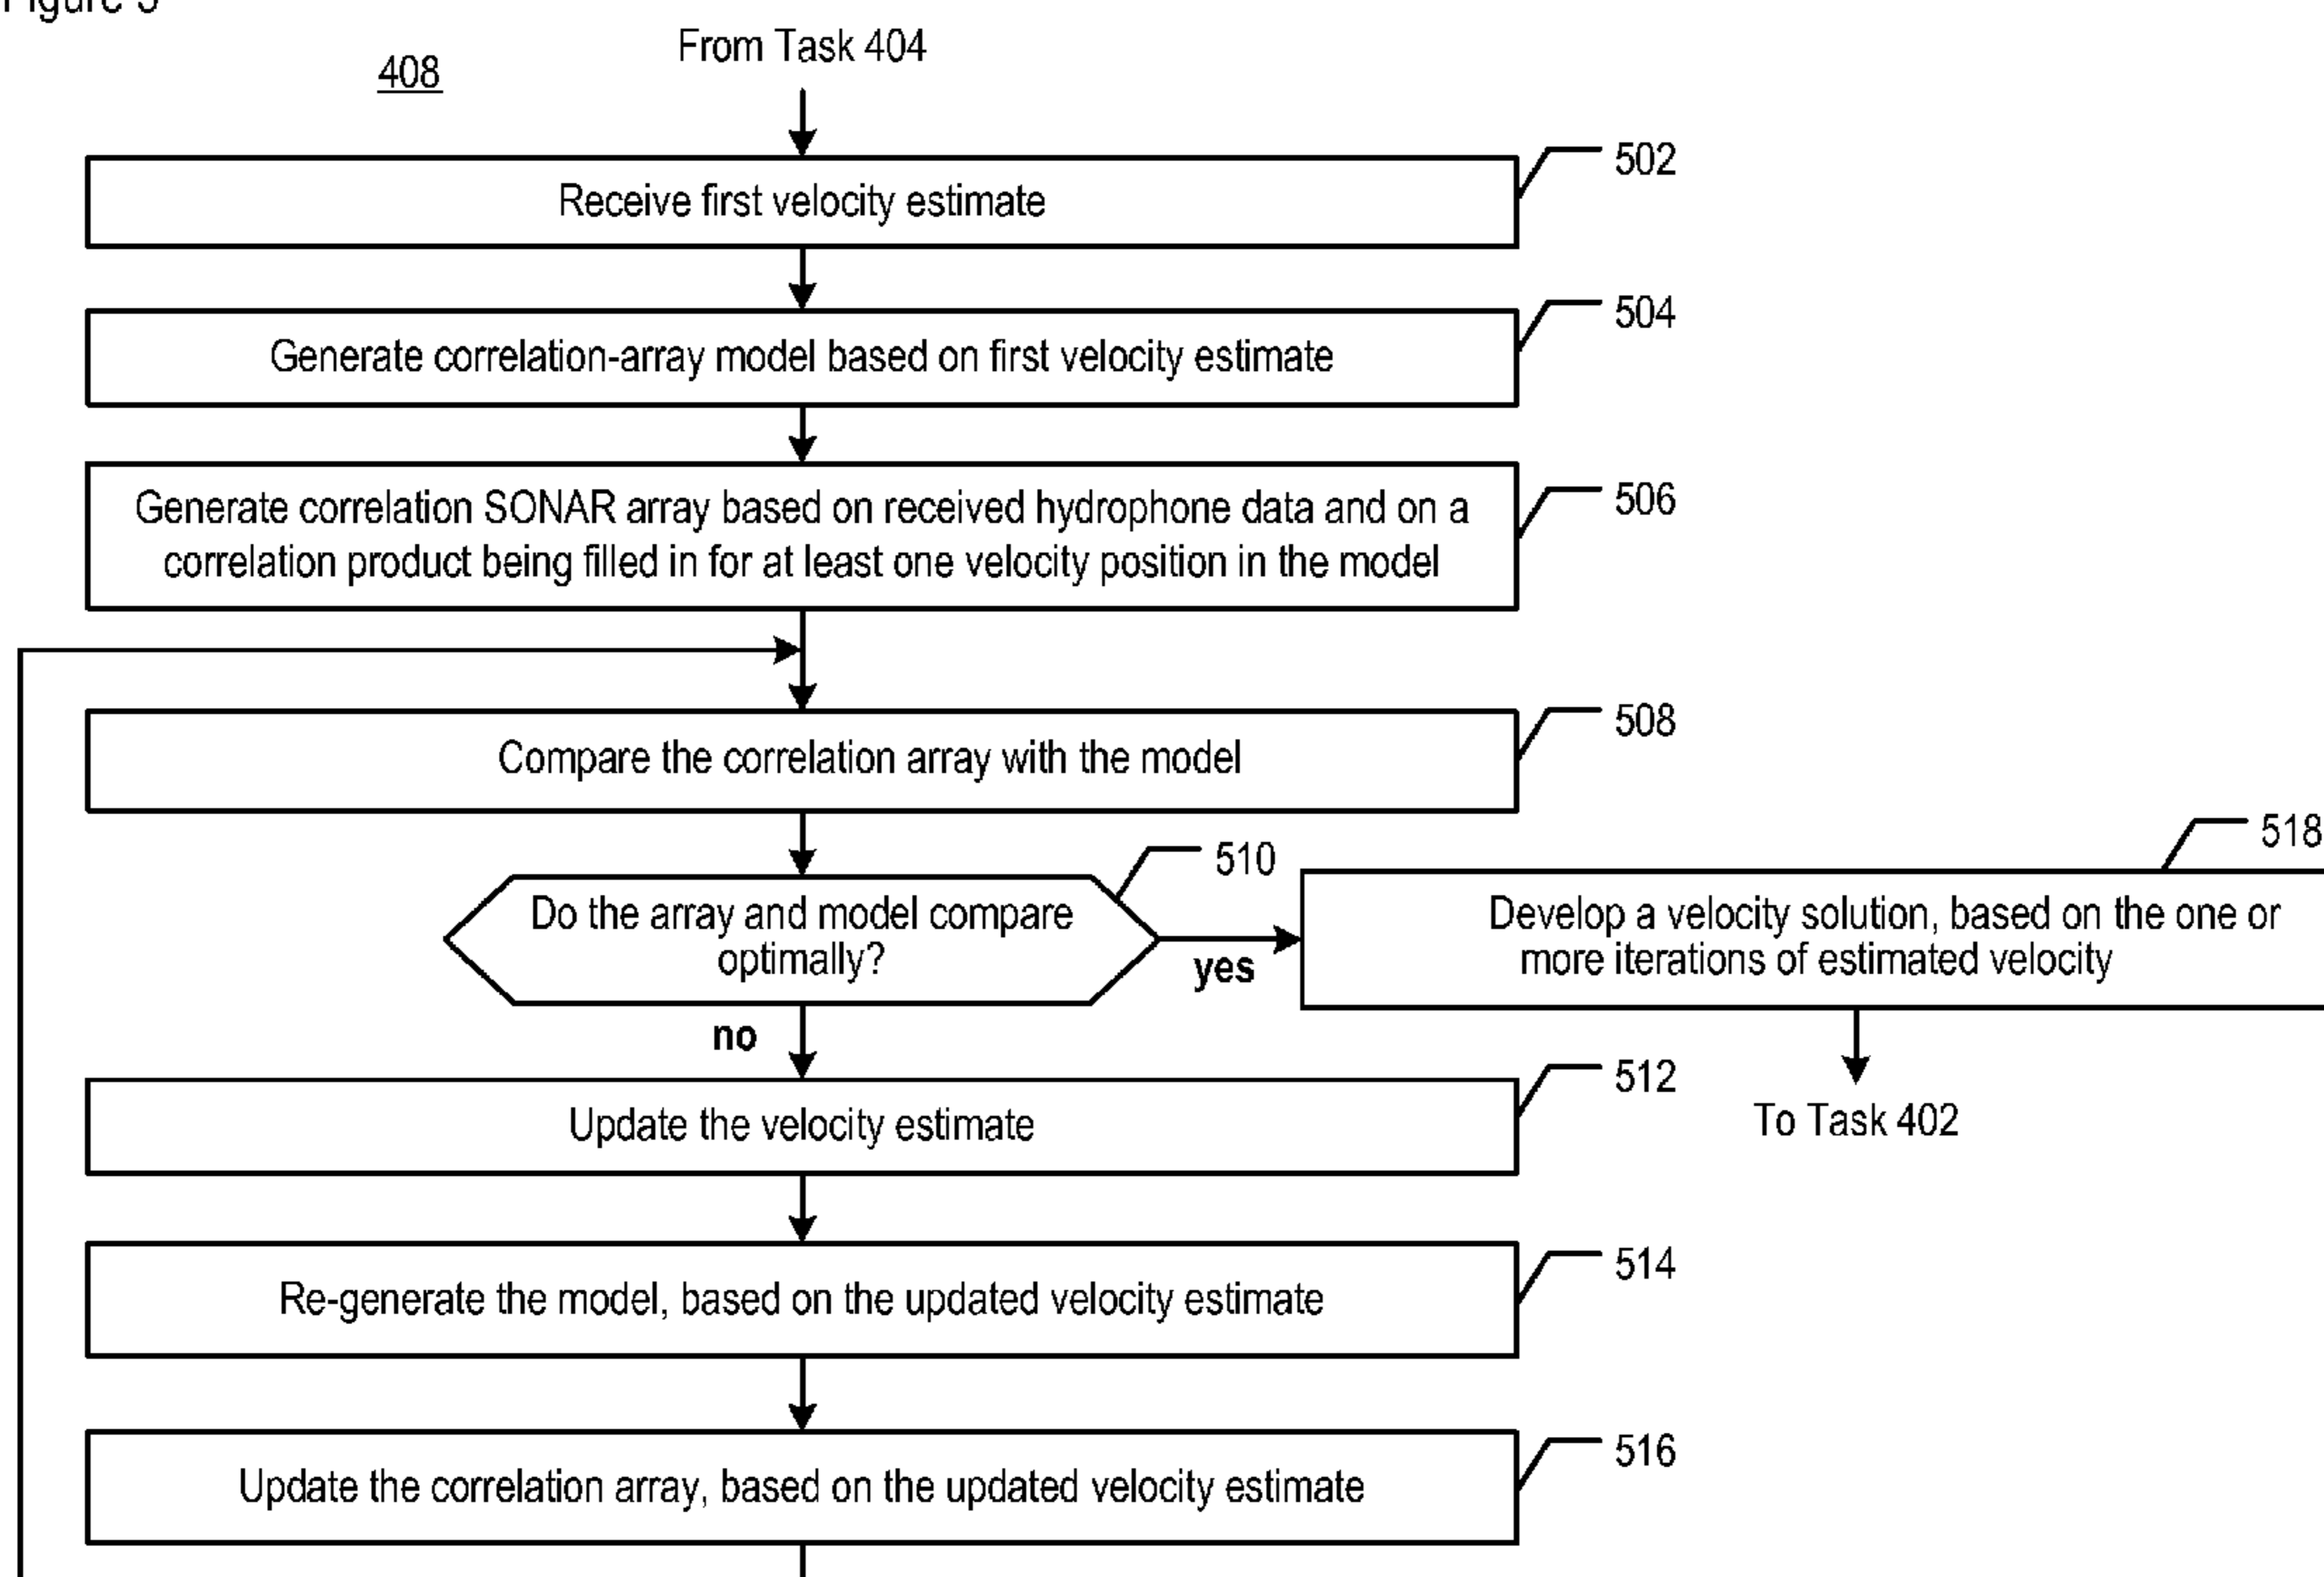 From Task 404
408
502
Receive first velocity estimate
504
Generate correlation-array model based on first velocity estimate
506
Generate correlation SONAR array based on received hydrophone data and on a
correlation product being filled in for at least one velocity position in the model
508
Compare the correlation array with the model
510
Do the array and model compare
optimally?
yes
518
Develop a velocity solution, based on the one or
more iterations of estimated velocity
To Task 402
no
512
Update the velocity estimate
514
Re-generate the model, based on the updated velocity estimate
516
Update the correlation array, based on the updated velocity estimate